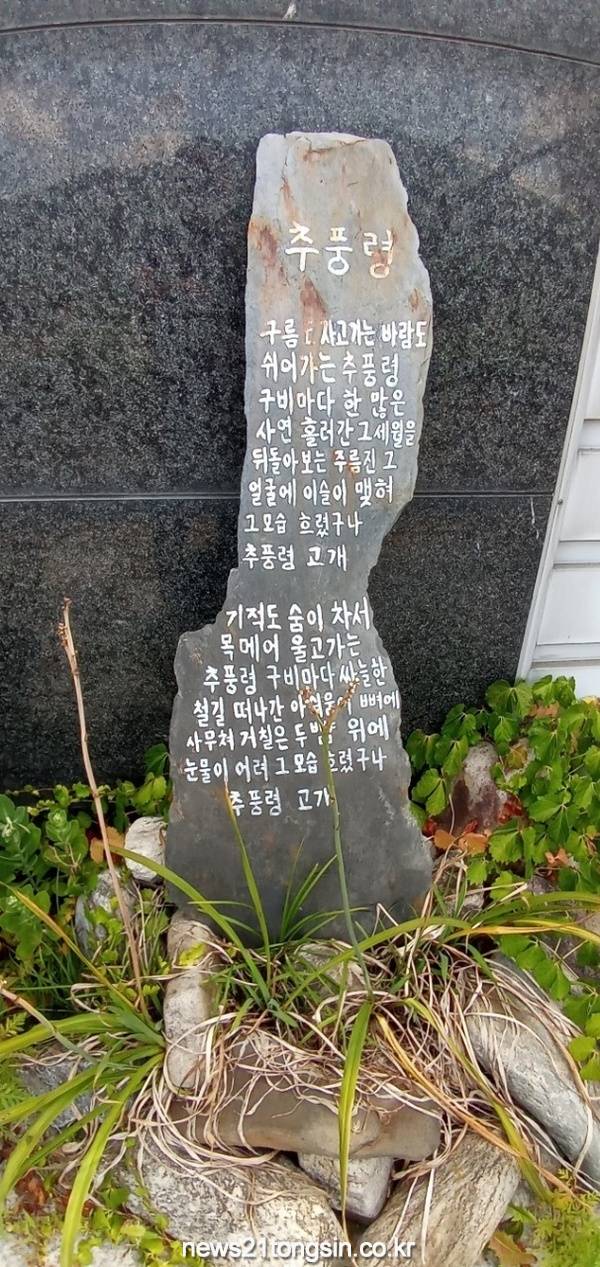 추풍령
구름 자고가는 바람도
쉬어가는 추풍령
구비마다 한 많은
사연 흘러간 그세월을
뒤돌아보는 주름진 그
얼굴에 이슬이 맺혀
그모습 흐렸구나
추풍령 고개
기적도 숨이 차서
목메어 울고가는
추풍령 구비마다 싸늘한
철길 떠나간 뼈에
사무쳐 거칠은 두 위에
눈물이 어려 그모습 흐렸구나
추풍령 고개
news21tongsin.co.kr